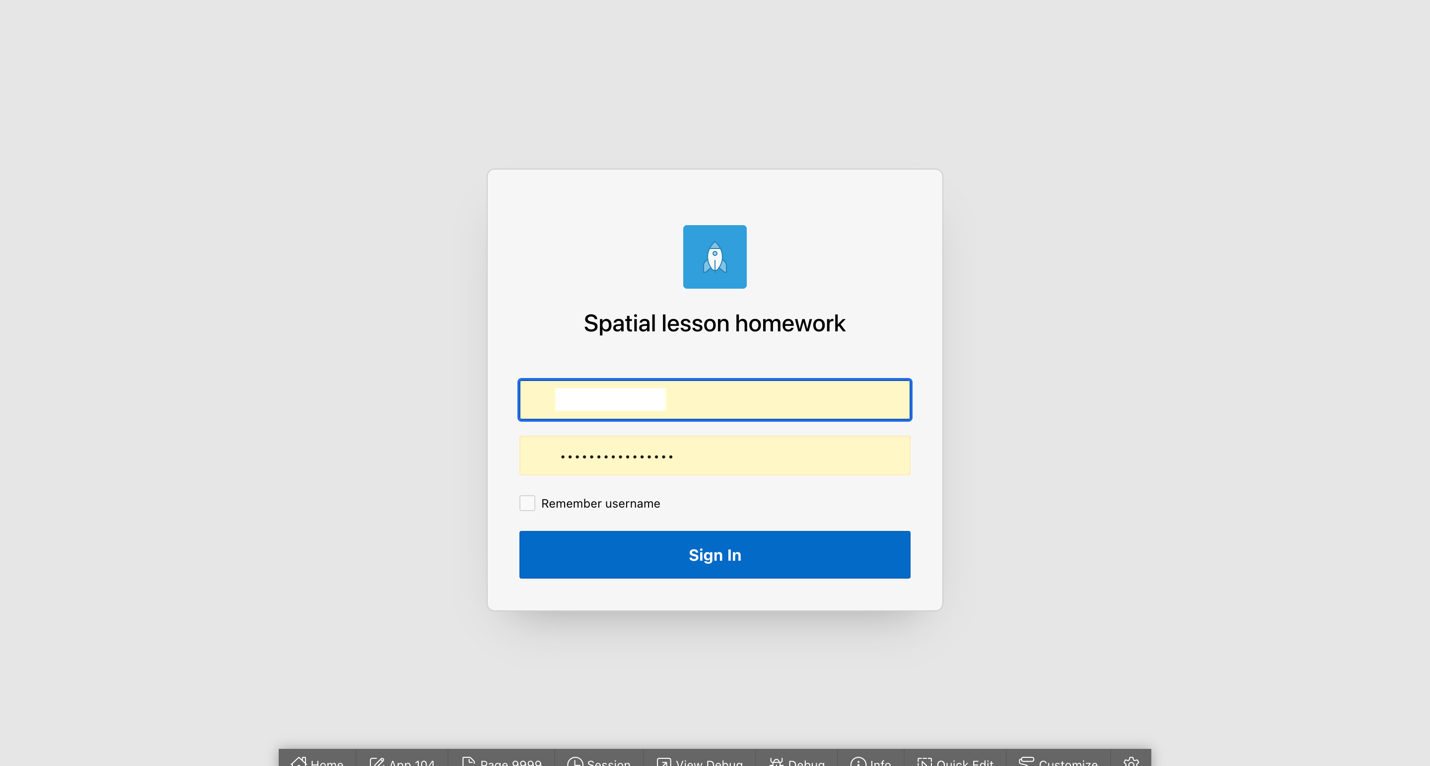 Spatial lesson homework
••••••••••••••••
Remember username
Sign In
Home App 104 Page 9999 Session View Debug Debug Info Quick Edit Customize